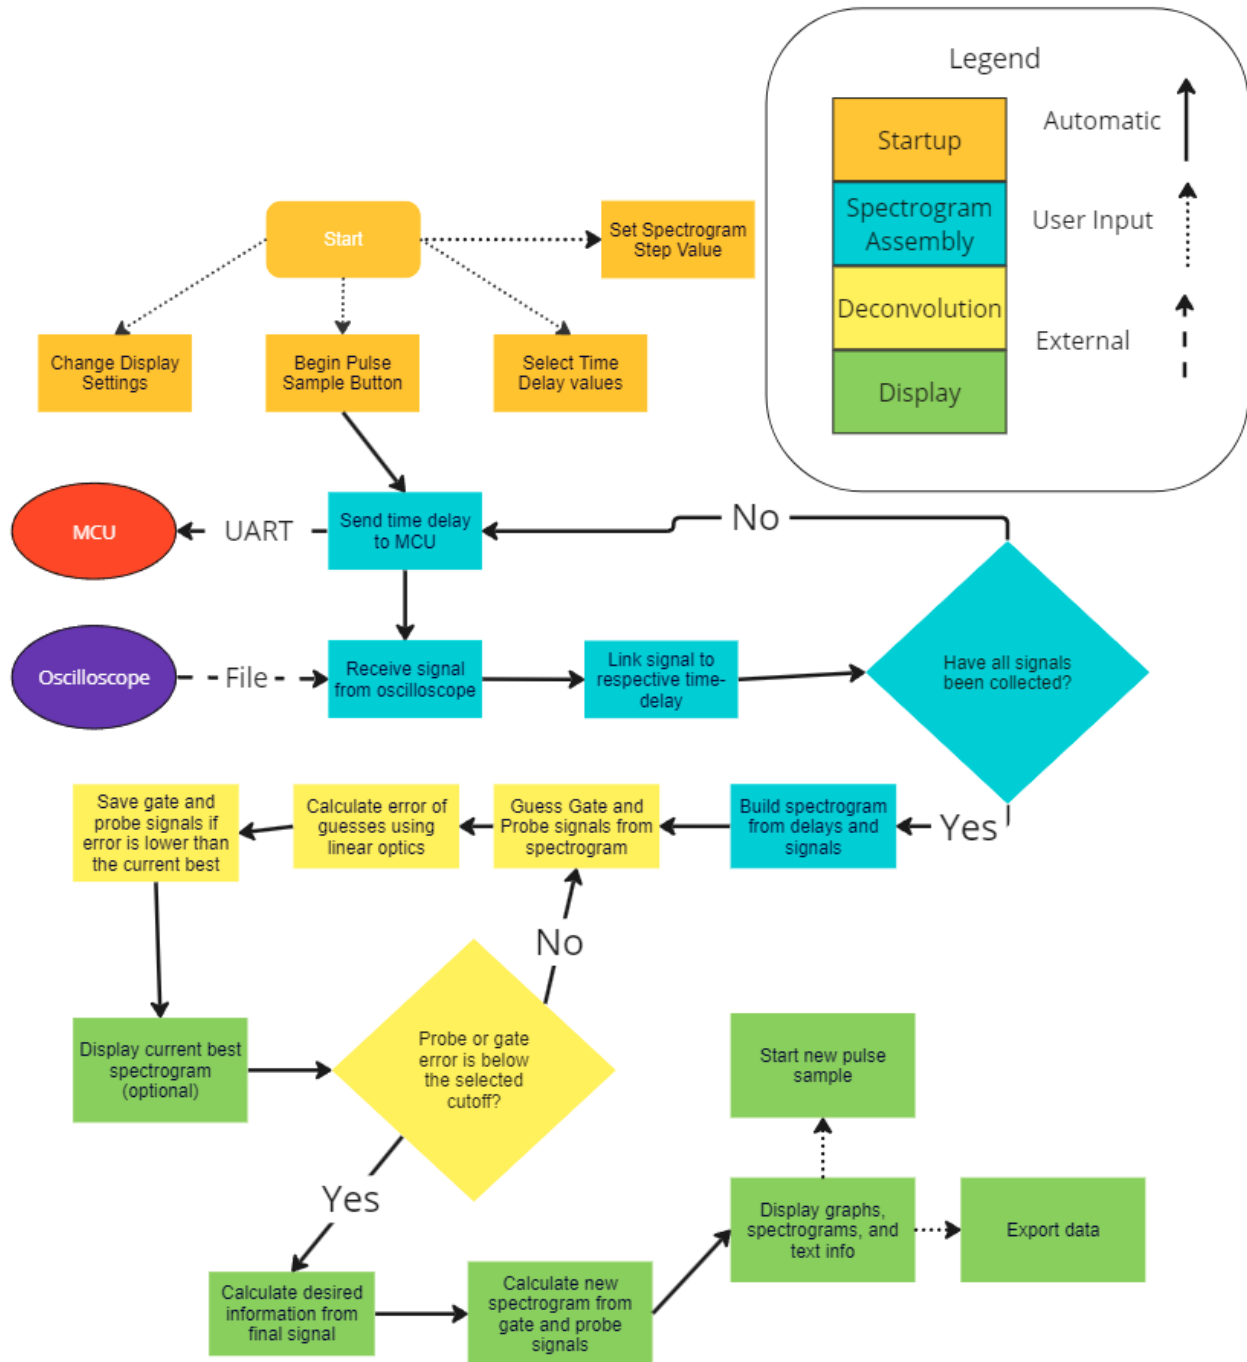 Legend
Startup
Automatic
Spectrogram
Assembly
User Input
Deconvolution
External
Display
Start
Set Spectrogram
Step Value
Change Display
Settings
Begin Pulse
Sample Button
Select Time
Delay values
MCU
UART
Send time delay
to MCU
No
Oscilloscope
File
Receive signal
from oscilloscope
Link signal to
respective time-
delay
Have all signals
been collected?
Save gate and
probe signals if
error is lower than
the current best
Calculate error of
guesses using
linear optics
Guess Gate and
Probe signals from
spectrogram
Build spectrogram
from delays and
signals
Yes
No
Display current best
spectrogram
(optional)
Probe or gate
error is below
the selected
cutoff?
Start new pulse
sample
Yes
Display graphs,
spectrograms, and
text info
Export data
Calculate desired
information from
final signal
Calculate new
spectrogram from
gate and probe
signals